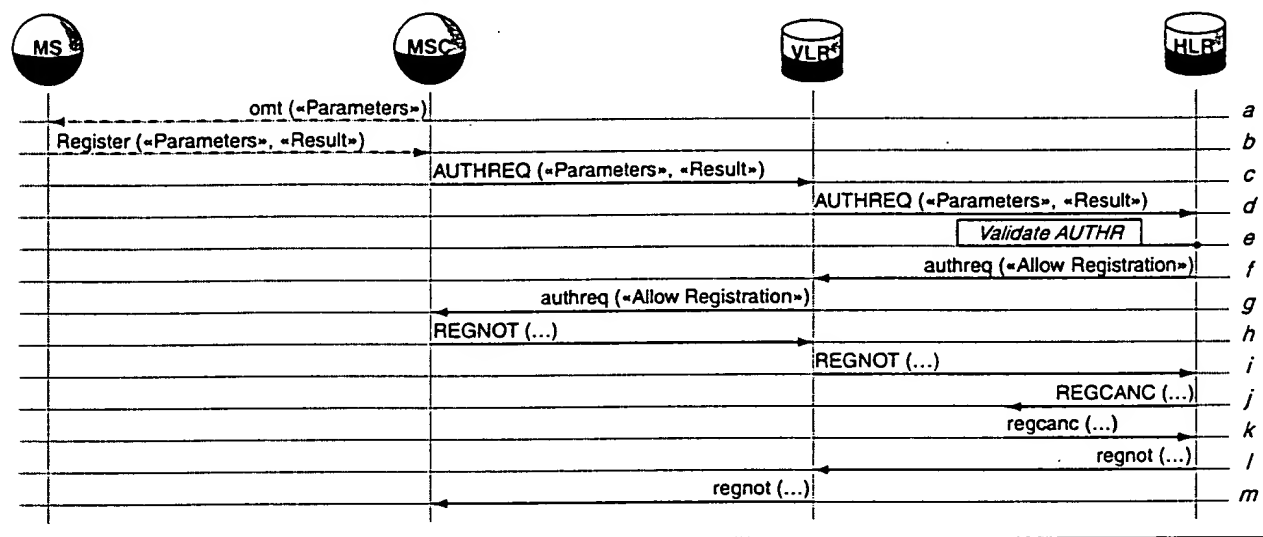 MS MSC VLR* HLR*
omt («Parameters») a
Register («Parameters», «Result») b
AUTHREQ («Parameters», «Result») c
AUTHREQ («Parameters», «Result») d
Validate AUTHR e
authreq («Allow Registration») f
authreq («Allow Registration») g
REGNOT (...) h
REGNOT (...) i
REGCANC (...) j
regcanc (...) k
regnot (...) l
regnot (...) m